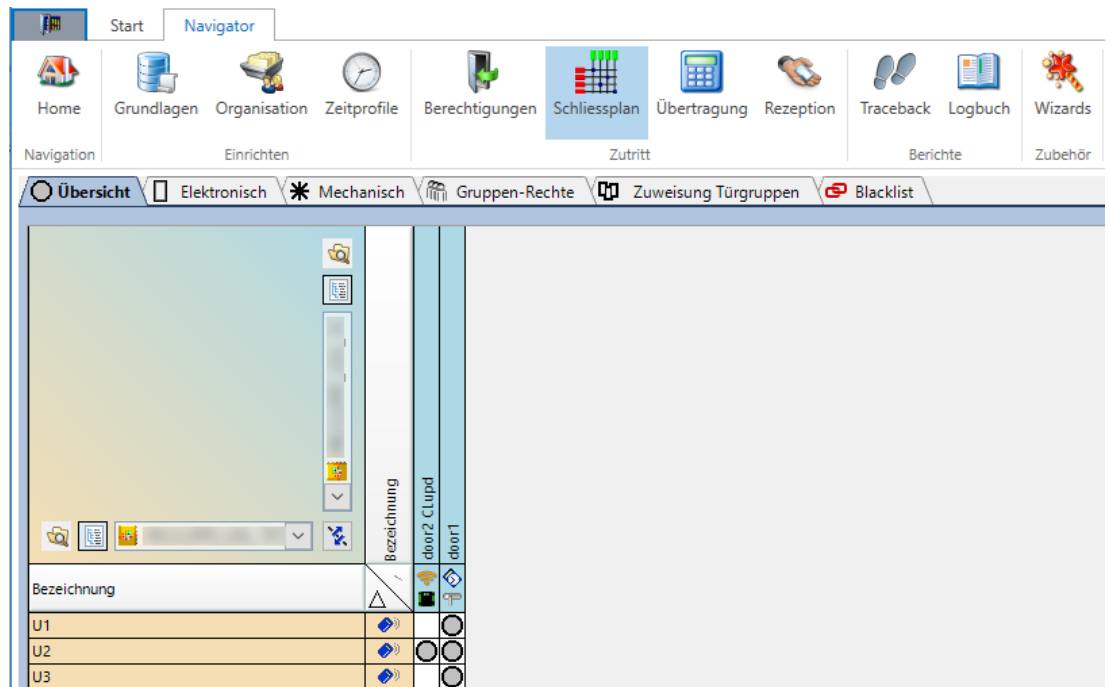 Start Navigator
Home Grundlagen Organisation Zeitprofile Berechtigungen Schliessplan Übertragung Rezeption Traceback Logbuch Wizards
Navigation Einrichten Zutritt Berichte Zubehör
Übersicht Elektronisch Mechanisch Gruppen-Rechte Zuweisung Türgruppen Blacklist
Bezeichnung
door2 CLupd
door1
Bezeichnung
U1
U2
U3